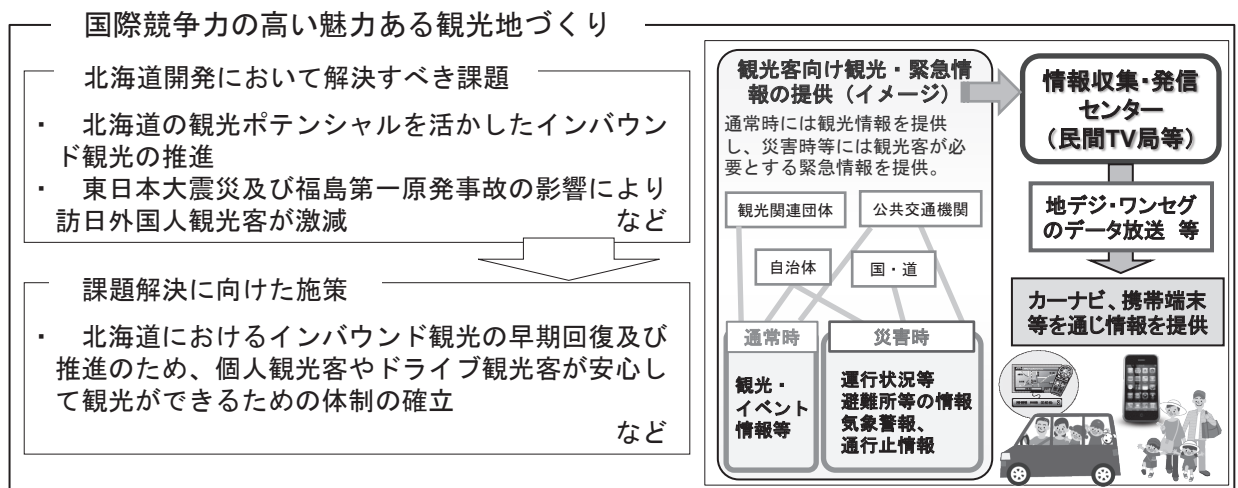 国際競争力の高い魅力ある観光地づくり
北海道開発において解決すべき課題
・　北海道の観光ポテンシャルを活かしたインバウン
ド観光の推進
・　東日本大震災及び福島第一原発事故の影響により
訪日外国人観光客が激減　など
課題解決に向けた施策
・　北海道におけるインバウンド観光の早期回復及び
推進のため、個人観光客やドライブ観光客が安心し
て観光ができるための体制の確立
など
観光客向け観光・緊急情
報の提供（イメージ）
通常時には観光情報を提供
し、災害時等には観光客が必
要とする緊急情報を提供。
観光関連団体
公共交通機関
自治体
国・道
通常時
観光・
イベント
情報等
災害時
運行状況等
避難所等の情報
気象警報、
通行止情報
情報収集・発信
センター
（民間TV局等）
地デジ・ワンセグ
のデータ放送　等
カーナビ、携帯端末
等を通じ情報を提供